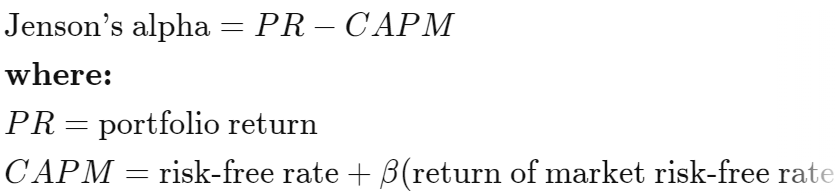 Jenson's alpha = PR − CAPM
where:
PR = portfolio return
CAPM = risk-free rate + β(return of market risk-free rate